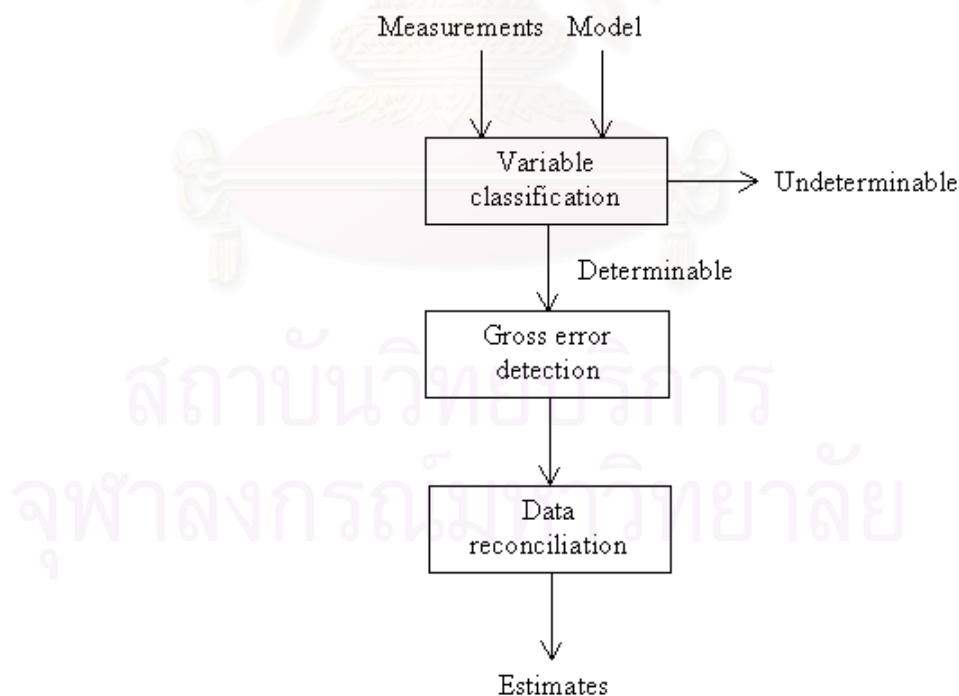 Measurements Model
Variable
classification
Undeterminable
Determinable
Gross error
detection
สถาบันวิทยบริการ
Data
reconciliation
จุฬาลงกรณ์มหาวิทยาลัย
Estimates